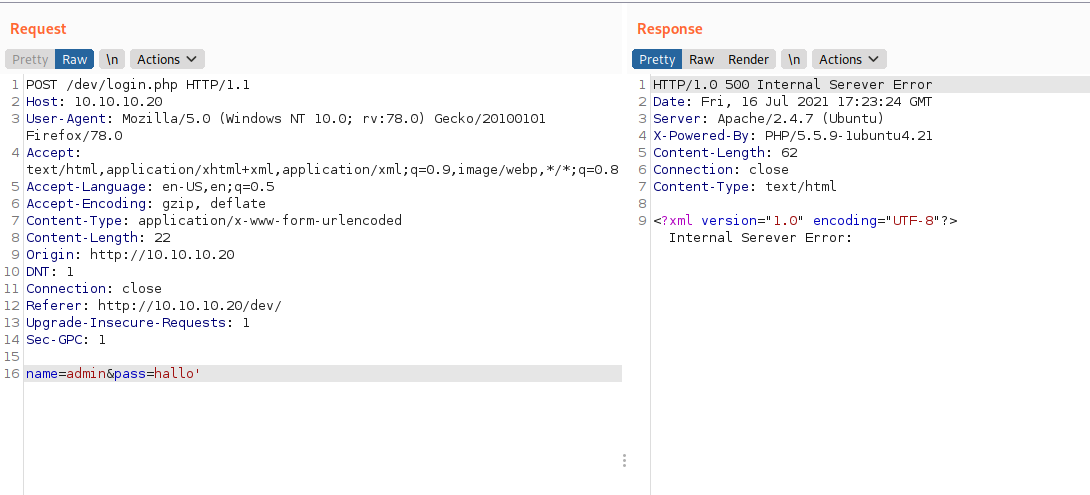 Request
Pretty Raw \n Actions
1 POST /dev/login.php HTTP/1.1
2 Host: 10.10.10.20
3 User-Agent: Mozilla/5.0 (Windows NT 10.0; rv:78.0) Gecko/20100101
Firefox/78.0
4 Accept:
text/html,application/xhtml+xml,application/xml;q=0.9,image/webp,*/*;q=0.8
5 Accept-Language: en-US,en;q=0.5
6 Accept-Encoding: gzip, deflate
7 Content-Type: application/x-www-form-urlencoded
8 Content-Length: 22
9 Origin: http://10.10.10.20
10 DNT: 1
11 Connection: close
12 Referer: http://10.10.10.20/dev/
13 Upgrade-Insecure-Requests: 1
14 Sec-GPC: 1
15
16 name=admin&pass=hallo'
Response
Pretty Raw Render \n Actions
1 HTTP/1.0 500 Internal Serever Error
2 Date: Fri, 16 Jul 2021 17:23:24 GMT
3 Server: Apache/2.4.7 (Ubuntu)
4 X-Powered-By: PHP/5.5.9-1ubuntu4.21
5 Content-Length: 62
6 Connection: close
7 Content-Type: text/html
8
9 <?xml version="1.0" encoding="UTF-8"?>
Internal Serever Error: